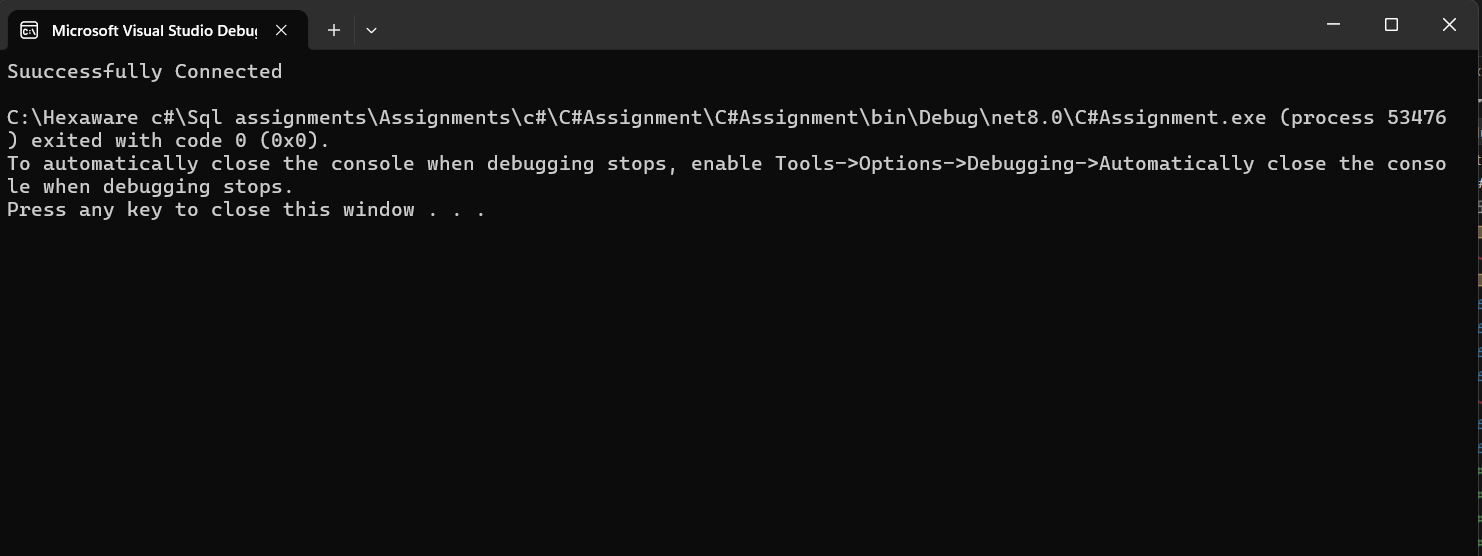 Microsoft Visual Studio Debug
Suuccessfully Connected
C:\Hexaware c#\Sql assignments\Assignments\c#\C#Assignment\C#Assignment\bin\Debug\net8.0\C#Assignment.exe (process 53476
) exited with code 0 (0x0).
To automatically close the console when debugging stops, enable Tools->Options->Debugging->Automatically close the conso
le when debugging stops.
Press any key to close this window . . .